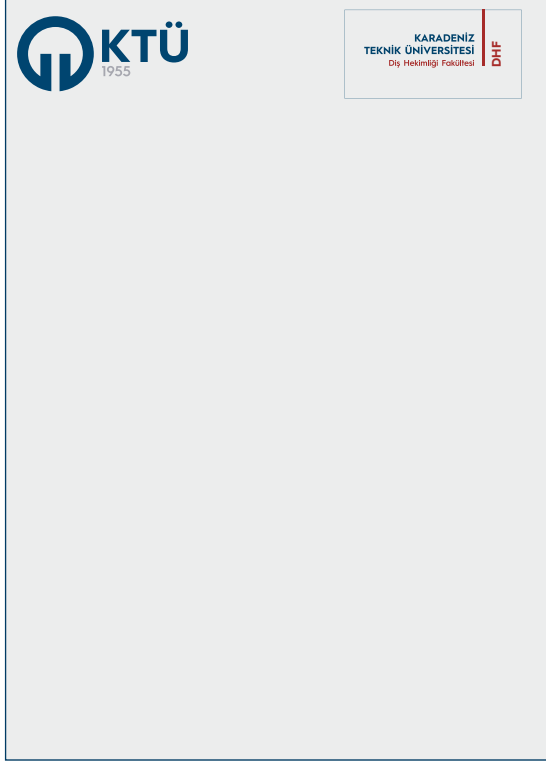 KTÜ
1955
KARADENİZ
TEKNİK ÜNİVERSİTESİ
Diş Hekimliği Fakültesi
DHF